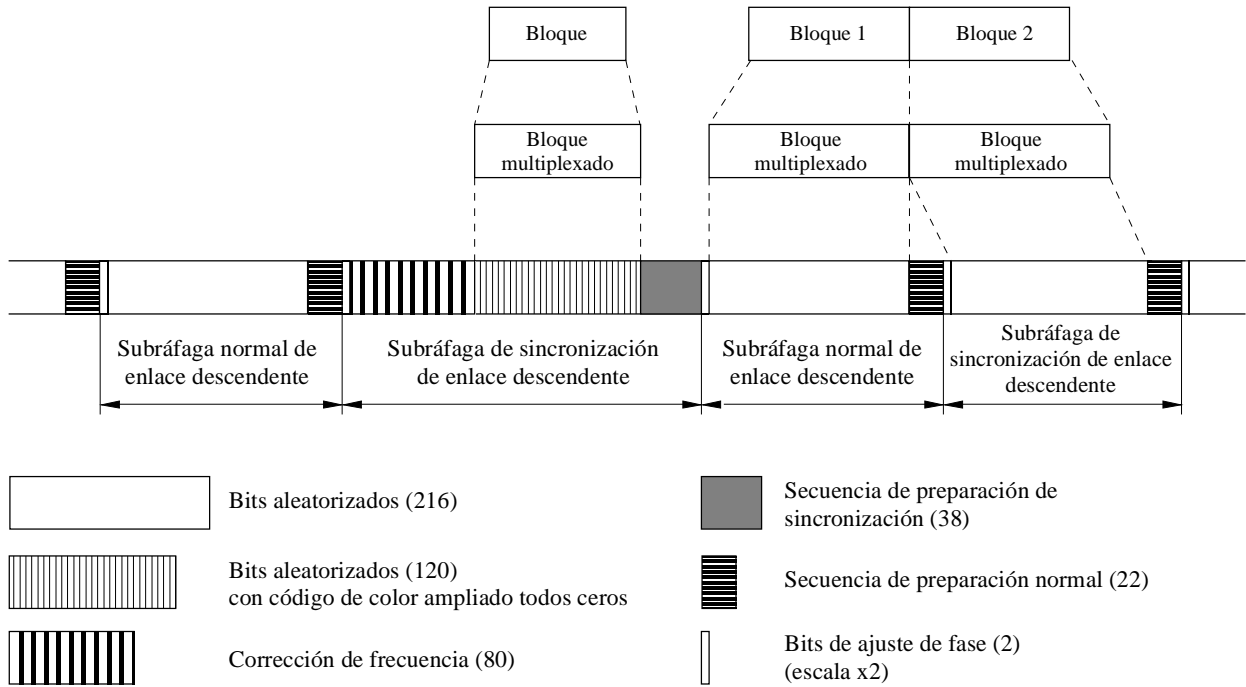 Bloque
Bloque 1
Bloque 2
Bloque
multiplexado
Bloque
multiplexado
Bloque
multiplexado
Subráfaga normal de
enlace descendente
Subráfaga de sincronización
de enlace descendente
Subráfaga normal de
enlace descendente
Subráfaga de
sincronización de enlace
descendente
Bits aleatorizados (216)
Secuencia de preparación de
sincronización (38)
Bits aleatorizados (120)
con código de color ampliado todos ceros
Secuencia de preparación normal (22)
Corrección de frecuencia (80)
Bits de ajuste de fase (2)
(escala x2)